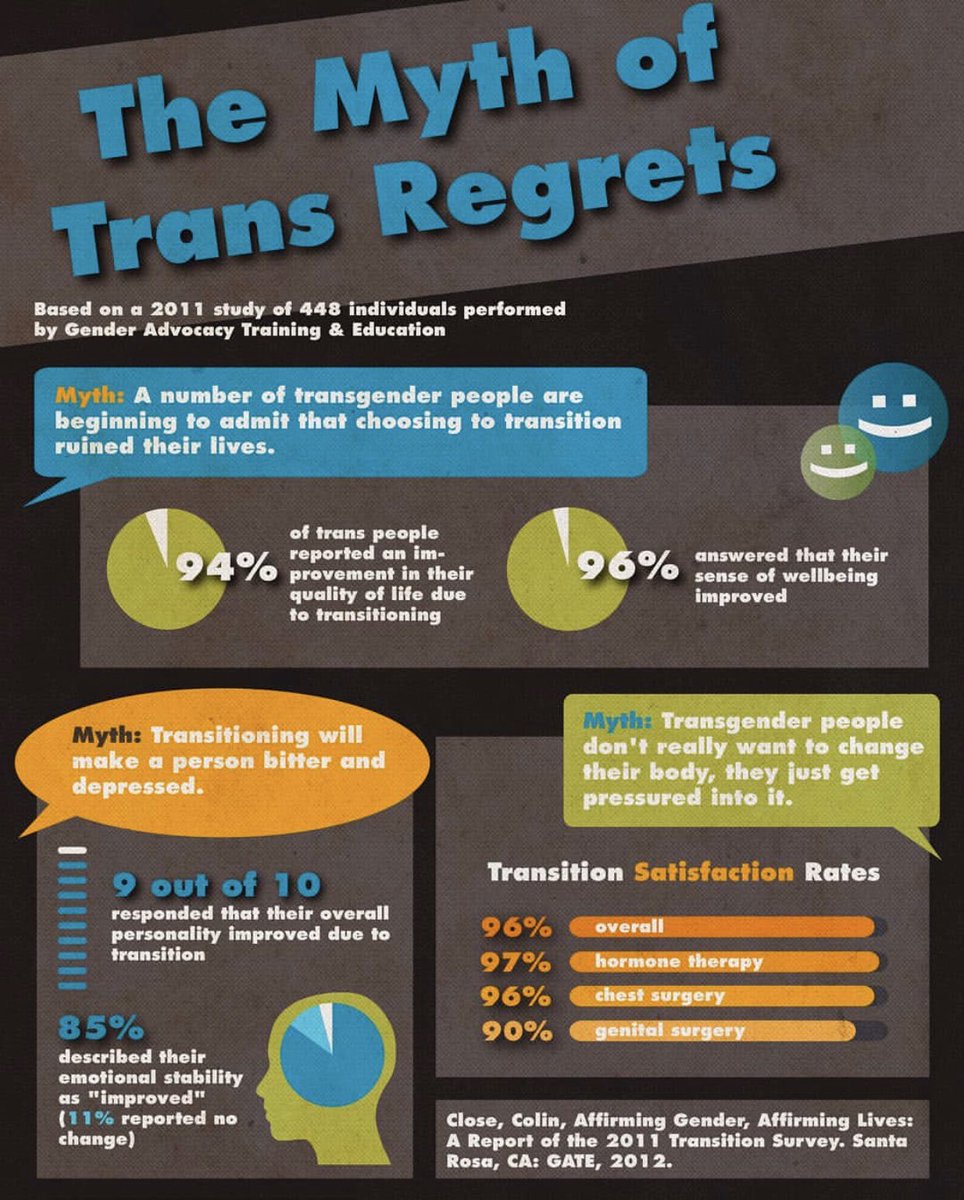 The Myth of
Trans Regrets
Based on a 2011 study of 448 individuals performed
by Gender Advocacy Training & Education
Myth: A number of transgender people are
beginning to admit that choosing to transition
ruined their lives.
94%
of trans people
reported an im-
provement in their
quality of life due
to transitioning
96%
answered that their
sense of wellbeing
improved
Myth: Transitioning will
make a person bitter and
depressed.
9 out of 10
responded that their overall
personality improved due to
transition
85%
described their
emotional stability
as "improved"
(11% reported no
change)
Myth: Transgender people
don't really want to change
their body, they just get
pressured into it.
Transition Satisfaction Rates
96% overall
97% hormone therapy
96% chest surgery
90% genital surgery
Close, Colin, Affirming Gender, Affirming Lives:
A Report of the 2011 Transition Survey. Santa
Rosa, CA: GATE, 2012.